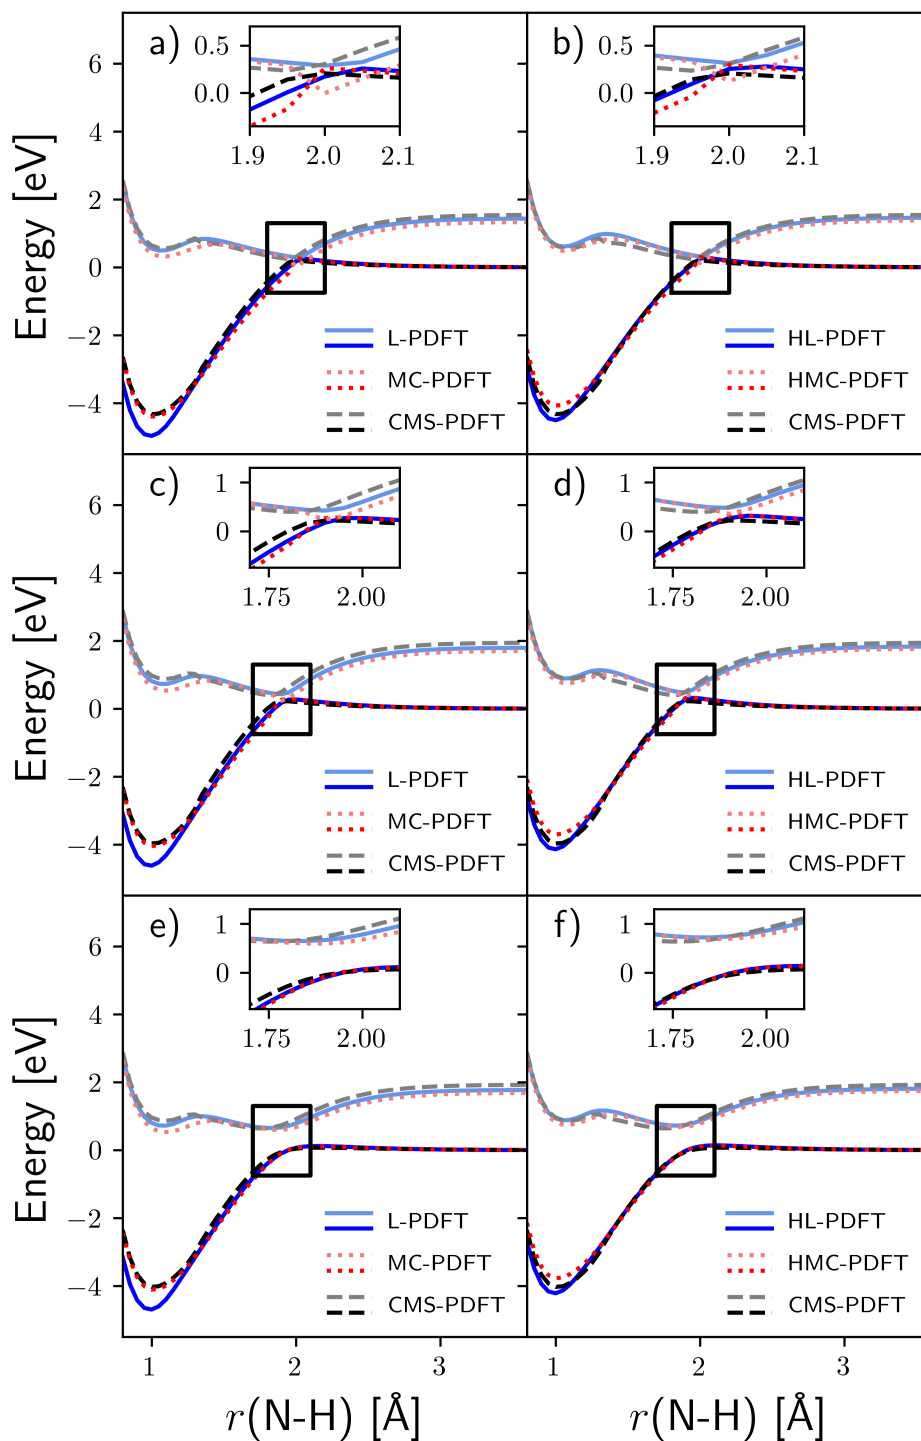 a)
0.5
0.0
1.9 2.0 2.1
b)
0.5
0.0
1.9 2.0 2.1
Energy [eV]
6
4
2
0
−2
−4
L-PDFT
MC-PDFT
CMS-PDFT
HL-PDFT
HMC-PDFT
CMS-PDFT
c)
1
0
1.75 2.00
d)
1
0
1.75 2.00
Energy [eV]
6
4
2
0
−2
−4
L-PDFT
MC-PDFT
CMS-PDFT
HL-PDFT
HMC-PDFT
CMS-PDFT
e)
1
0
1.75 2.00
f)
1
0
1.75 2.00
Energy [eV]
6
4
2
0
−2
−4
L-PDFT
MC-PDFT
CMS-PDFT
HL-PDFT
HMC-PDFT
CMS-PDFT
1 2 3
1 2 3
r(N-H) [Å]
r(N-H) [Å]